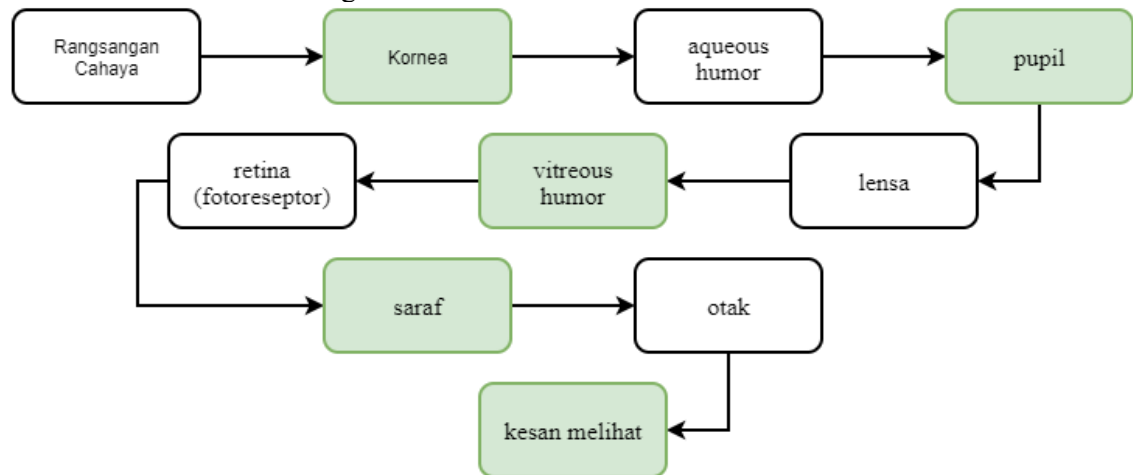 Rangsangan
Cahaya
Kornea
aqueous
humor
pupil
lensa
vitreous
humor
retina
(fotoreseptor)
saraf
otak
kesan melihat